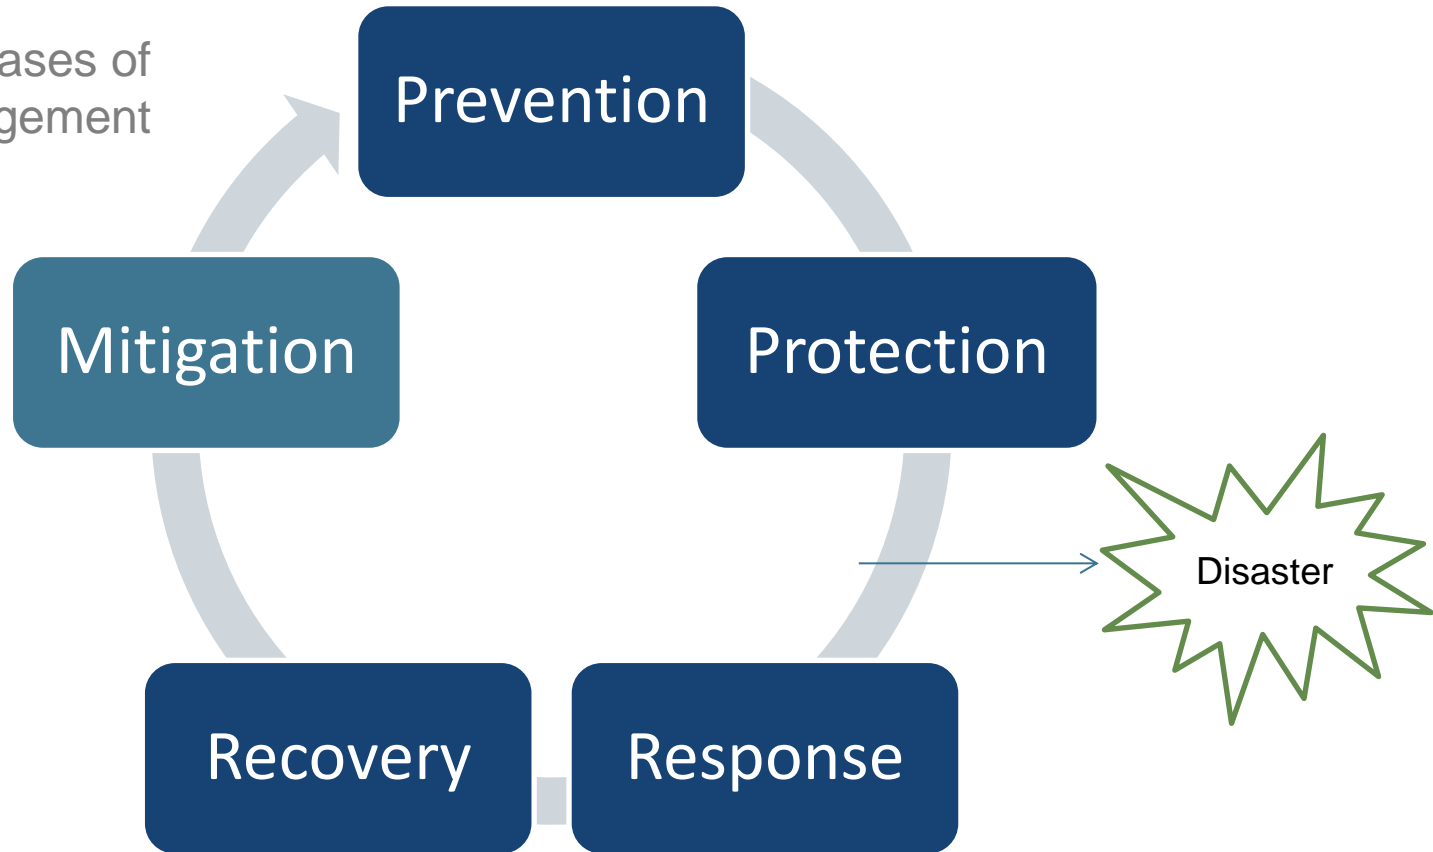 ases of
gement
Prevention
Mitigation
Protection
Disaster
Recovery
Response